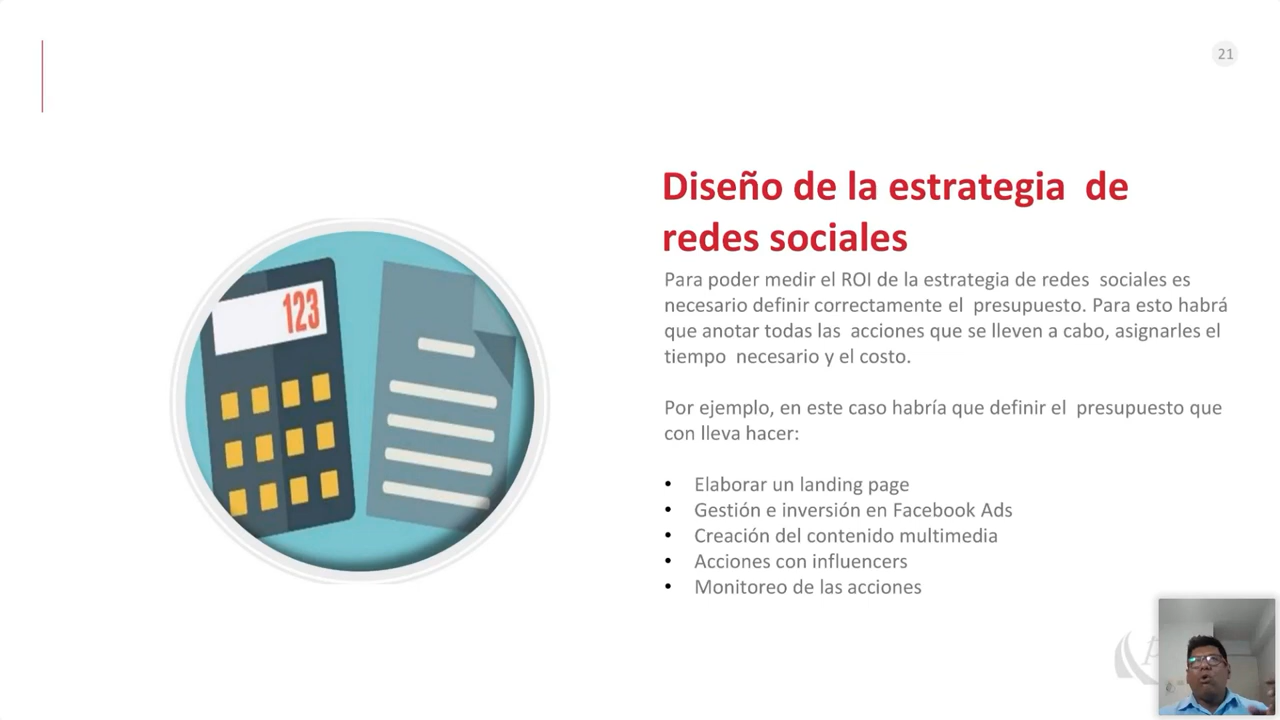 21
Diseño de la estrategia de
redes sociales
Para poder medir el ROI de la estrategia de redes sociales es
necesario definir correctamente el presupuesto. Para esto habrá
que anotar todas las acciones que se lleven a cabo, asignarles el
tiempo necesario y el costo.
Por ejemplo, en este caso habría que definir el presupuesto que
con lleva hacer:
• Elaborar un landing page
• Gestión e inversión en Facebook Ads
• Creación del contenido multimedia
• Acciones con influencers
• Monitoreo de las acciones
123